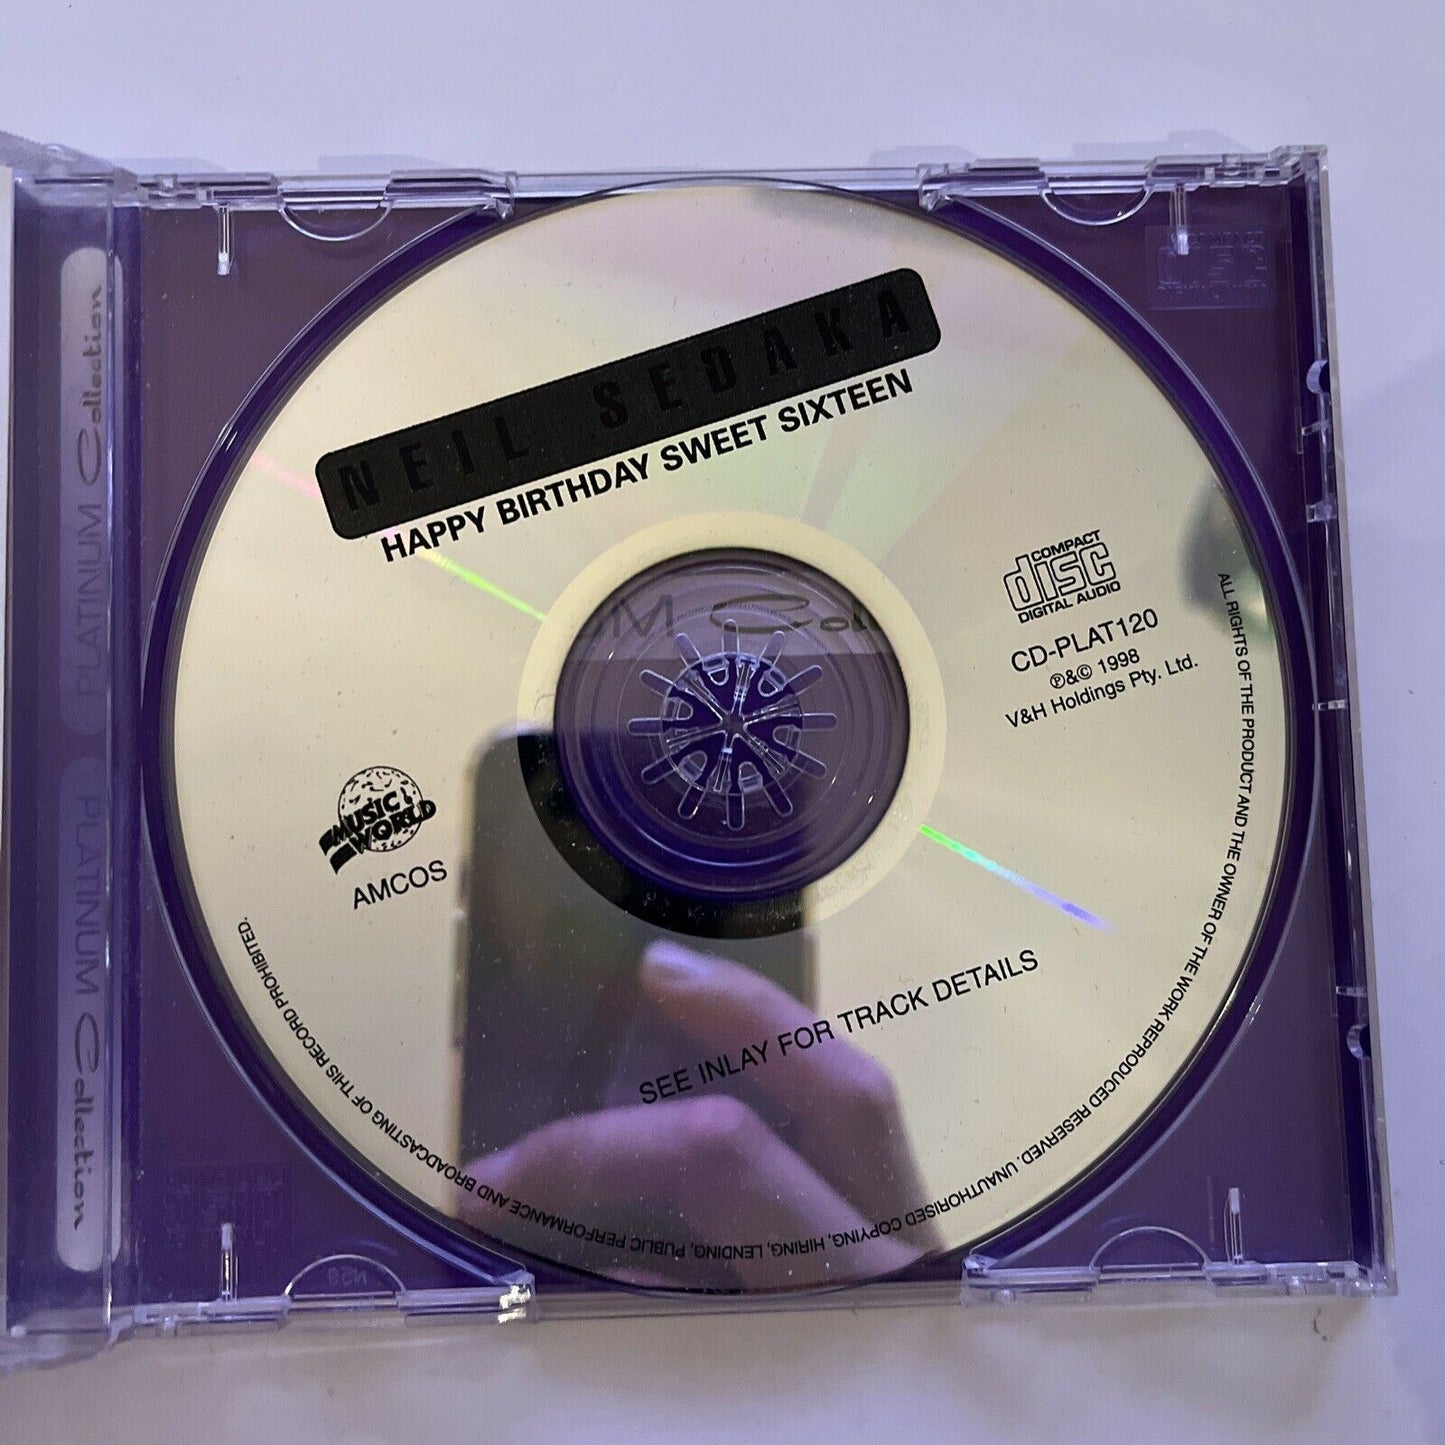 NEIL SEDAKA
HAPPY BIRTHDAY SWEET SIXTEEN
COMPACT
disc
DIGITAL AUDIO
CD-PLAT120
℗&© 1998
V&H Holdings Pty. Ltd.
MUSIC
WORLD
AMCOS
SEE INLAY FOR TRACK DETAILS
ALL RIGHTS OF THE PRODUCT AND THE OWNER OF THE WORK REPRODUCED RESERVED. UNAUTHORISED COPYING, HIRING, LENDING, PUBLIC PERFORMANCE AND BROADCASTING OF THIS RECORD PROHIBITED.
PLATINUM Collection
PLATINUM Collection
UM Col